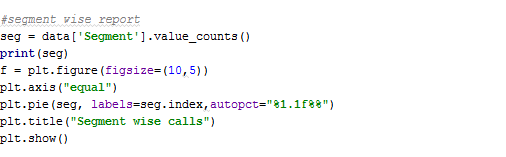 #segment wise report
seg = data['Segment'].value_counts()
print(seg)
f = plt.figure(figsize=(10,5))
plt.axis("equal")
plt.pie(seg, labels=seg.index,autopct="%1.1f%%")
plt.title("Segment wise calls")
plt.show()